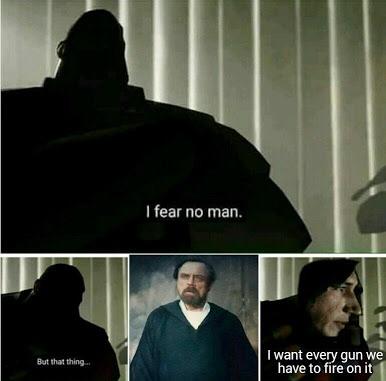 I fear no man.
But that thing...
I want every gun we
have to fire on it